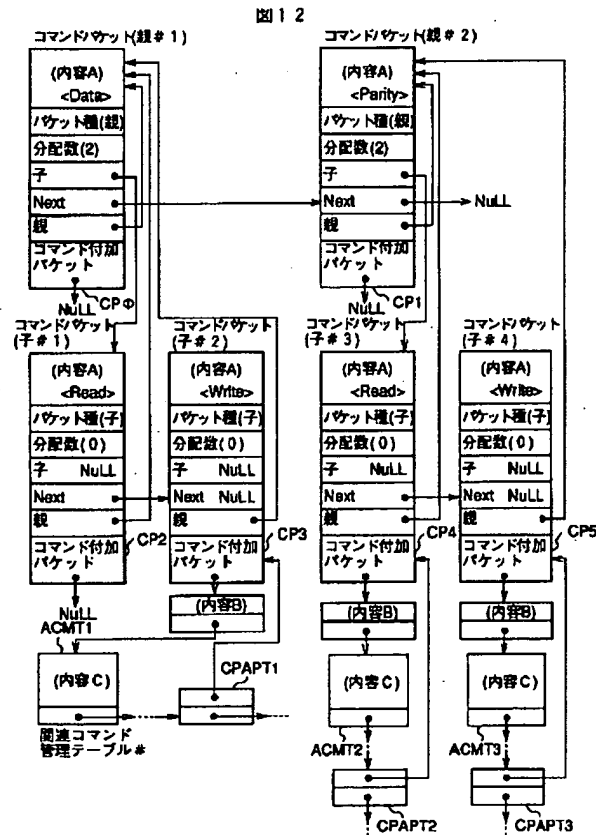 図12
コマンドパケット(親#1)
(内容A)
<Data>
パケット種(親)
分配数(2)
子
Next
親
コマンド付加
パケット
NuLL
CPΦ
コマンドパケット(親#2)
(内容A)
<Parity>
パケット種(親)
分配数(2)
子
Next
NuLL
親
コマンド付加
パケット
NuLL
CP1
コマンドパケット
(子#1)
(内容A)
<Read>
パケット種(子)
分配数(0)
子 NuLL
Next
親
コマンド付加
パケッド
CP2
NuLL
コマンドパケット
(子#2)
(内容A)
<Write>
パケット種(子)
分配数(0)
子 NuLL
Next NuLL
親
コマンド付加
パケット
CP3
(内容B)
ACMT1
(内容C)
関連コマンド
管理テーブル#
CPAPT1
コマンドパケット
(子#3)
(内容A)
<Read>
パケット種(子)
分配数(0)
子 NuLL
Next
親
コマンド付加
パケット
CP4
(内容B)
(内容C)
ACMT2
CPAPT2
コマンドパケット
(子#4)
(内容A)
<Write>
パケット種(子)
分配数(0)
子 NuLL
Next NuLL
親
コマンド付加
パケット
CP5
(内容B)
(内容C)
ACMT3
CPAPT3